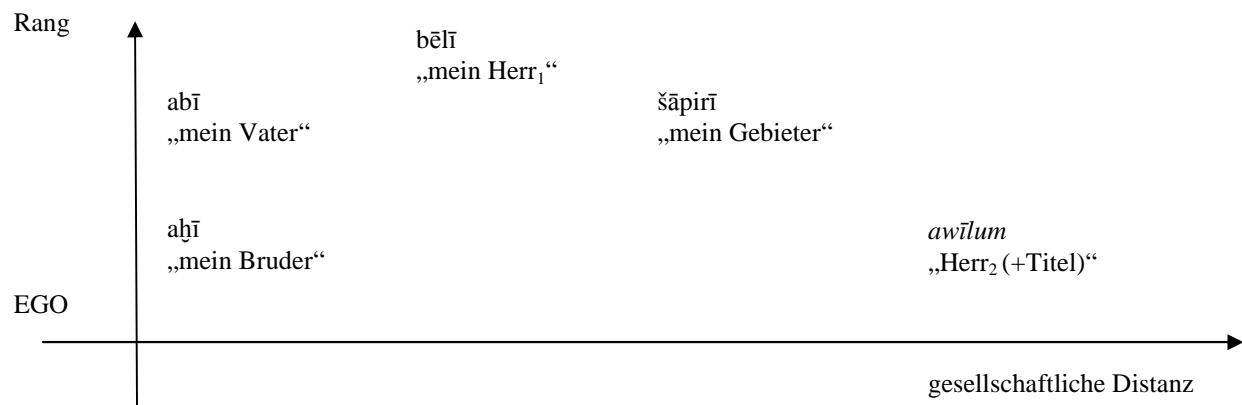 Rang
bēlī
„mein Herr₁“
abī
„mein Vater“
šāpirī
„mein Gebieter“
aḫī
„mein Bruder“
awīlum
„Herr₂ (+Titel)“
EGO
gesellschaftliche Distanz